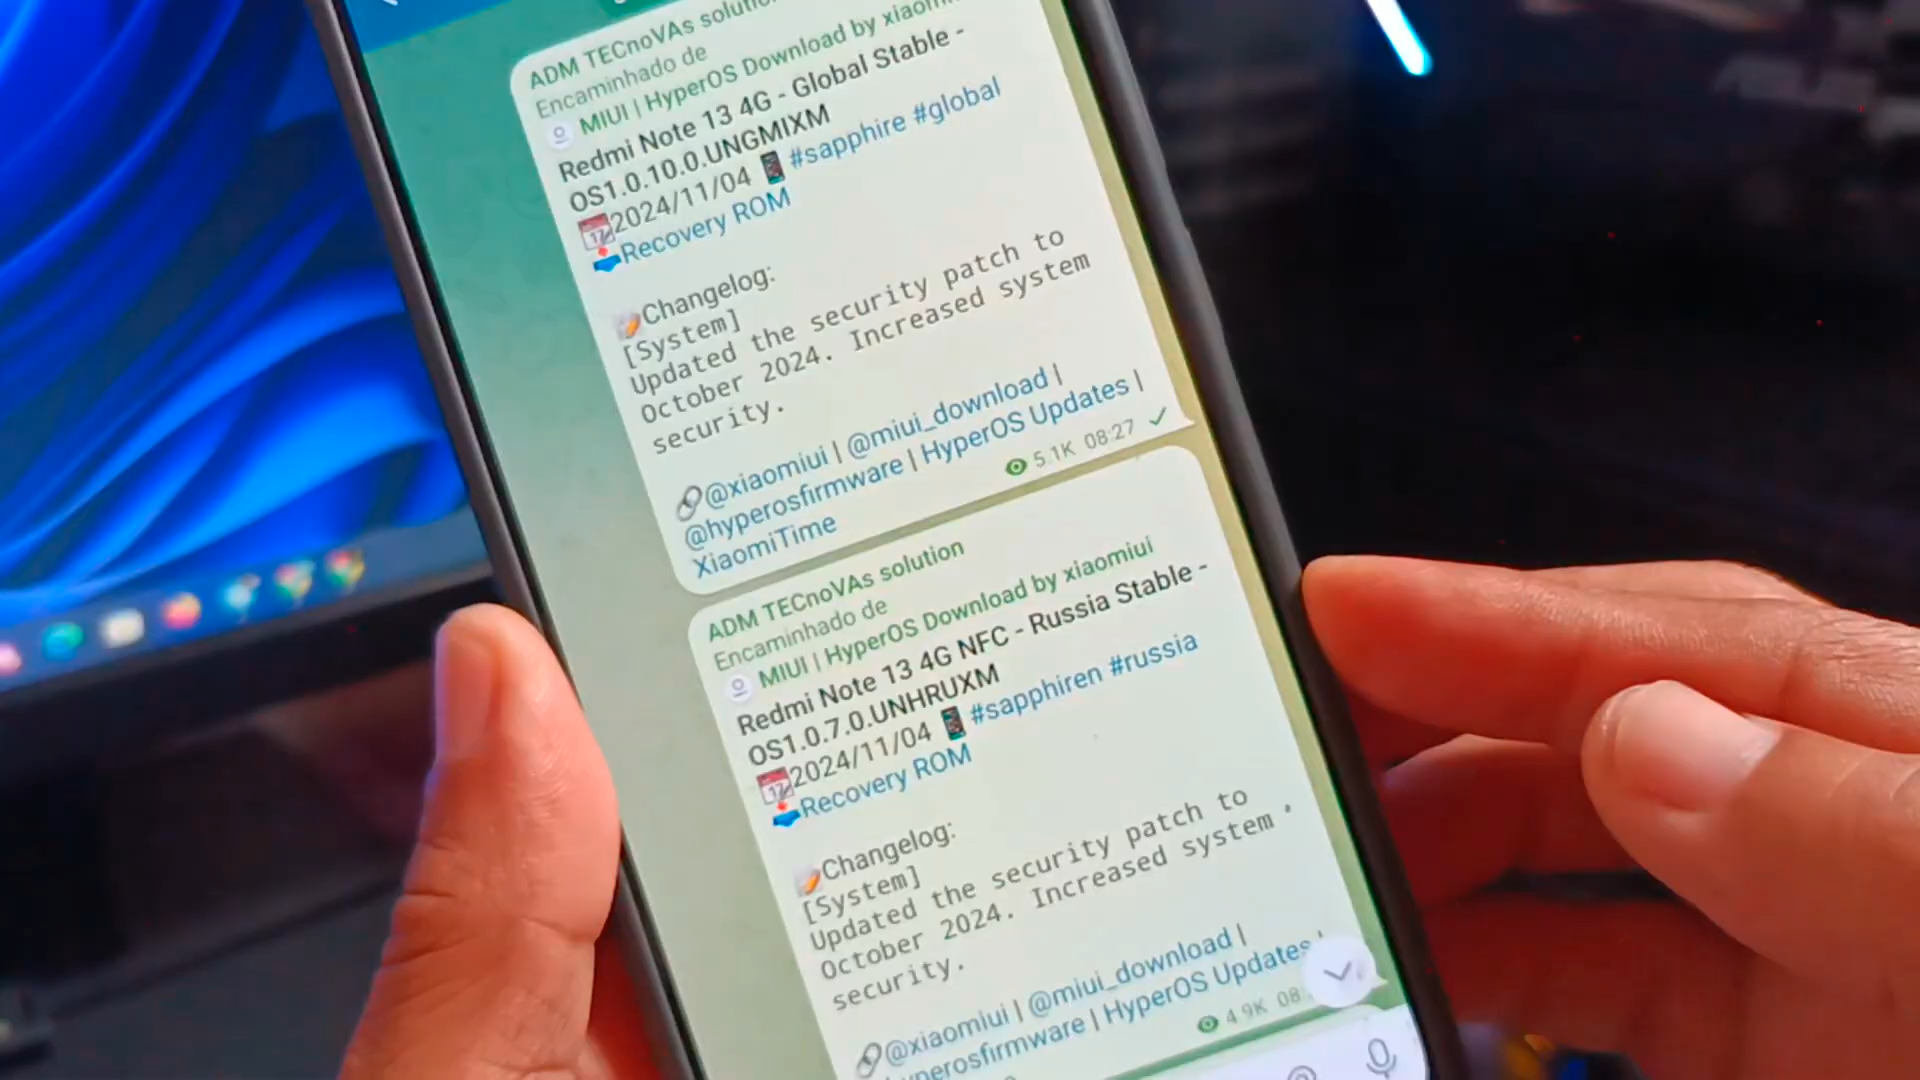 ADM TECnoVAs solution
Encaminhado de
MIUI | HyperOS Download by
Redmi Note 13 4G - Global Stable -
OS1.0.10.0.UNGMIXM
2024/11/04 #sapphire #global
Recovery ROM
Changelog:
[System]
Updated the security patch to
October 2024. Increased system
security.
@xiaomiui | @miui_download |
@hyperosfirmware | HyperOS Updates |
XiaomiTime
5.1K 08:27
ADM TECnoVAs solution
Encaminhado de
MIUI | HyperOS Download by xiaomiui
Redmi Note 13 4G NFC - Russia Stable -
OS1.0.7.0.UNHRUXM
2024/11/04 #sapphiren #russia
Recovery ROM
Changelog:
[System]
Updated the security patch to
October 2024. Increased system
security.
@xiaomiui | @miui_download |
HyperOS Updates
4.9K